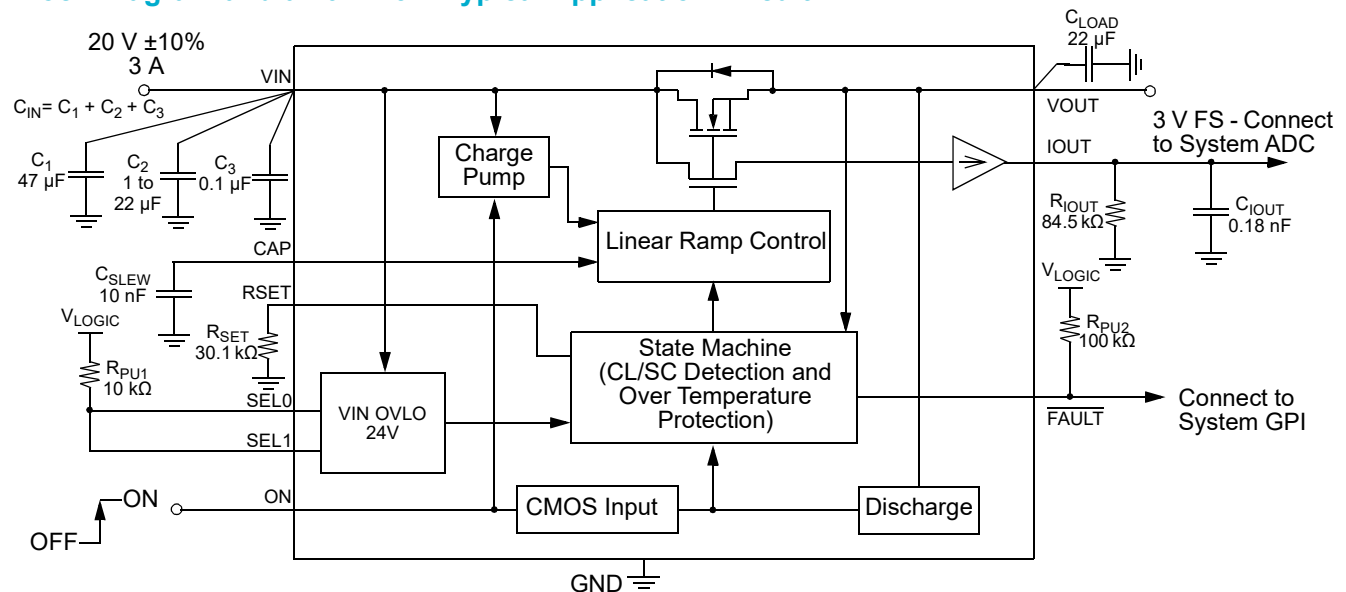 20 V ±10%
3 A
VIN
C_IN= C_1 + C_2 + C_3
C_1
47 µF
C_2
1 to
22 µF
C_3
0.1 µF
CAP
C_SLEW
10 nF
RSET
R_SET
30.1 kΩ
V_LOGIC
R_PU1
10 kΩ
SEL0
SEL1
ON
ON
OFF
Charge
Pump
Linear Ramp Control
State Machine
(CL/SC Detection and
Over Temperature
Protection)
VIN OVLO
24V
CMOS Input
Discharge
GND
C_LOAD
22 µF
VOUT
3 V FS - Connect
to System ADC
IOUT
R_IOUT
84.5 kΩ
C_IOUT
0.18 nF
V_LOGIC
R_PU2
100 kΩ
FAULT
Connect to
System GPI